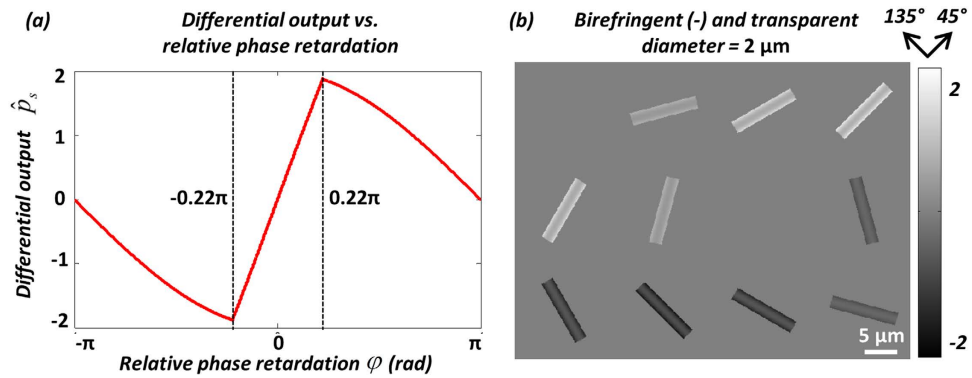 (a) Differential output vs.
relative phase retardation
Differential output p̂s
2
1
0
-1
-2
-0.22π
0.22π
-π 0 π
Relative phase retardation φ (rad)
(b) Birefringent (-) and transparent
diameter = 2 μm
135° 45°
2
-2
5 μm